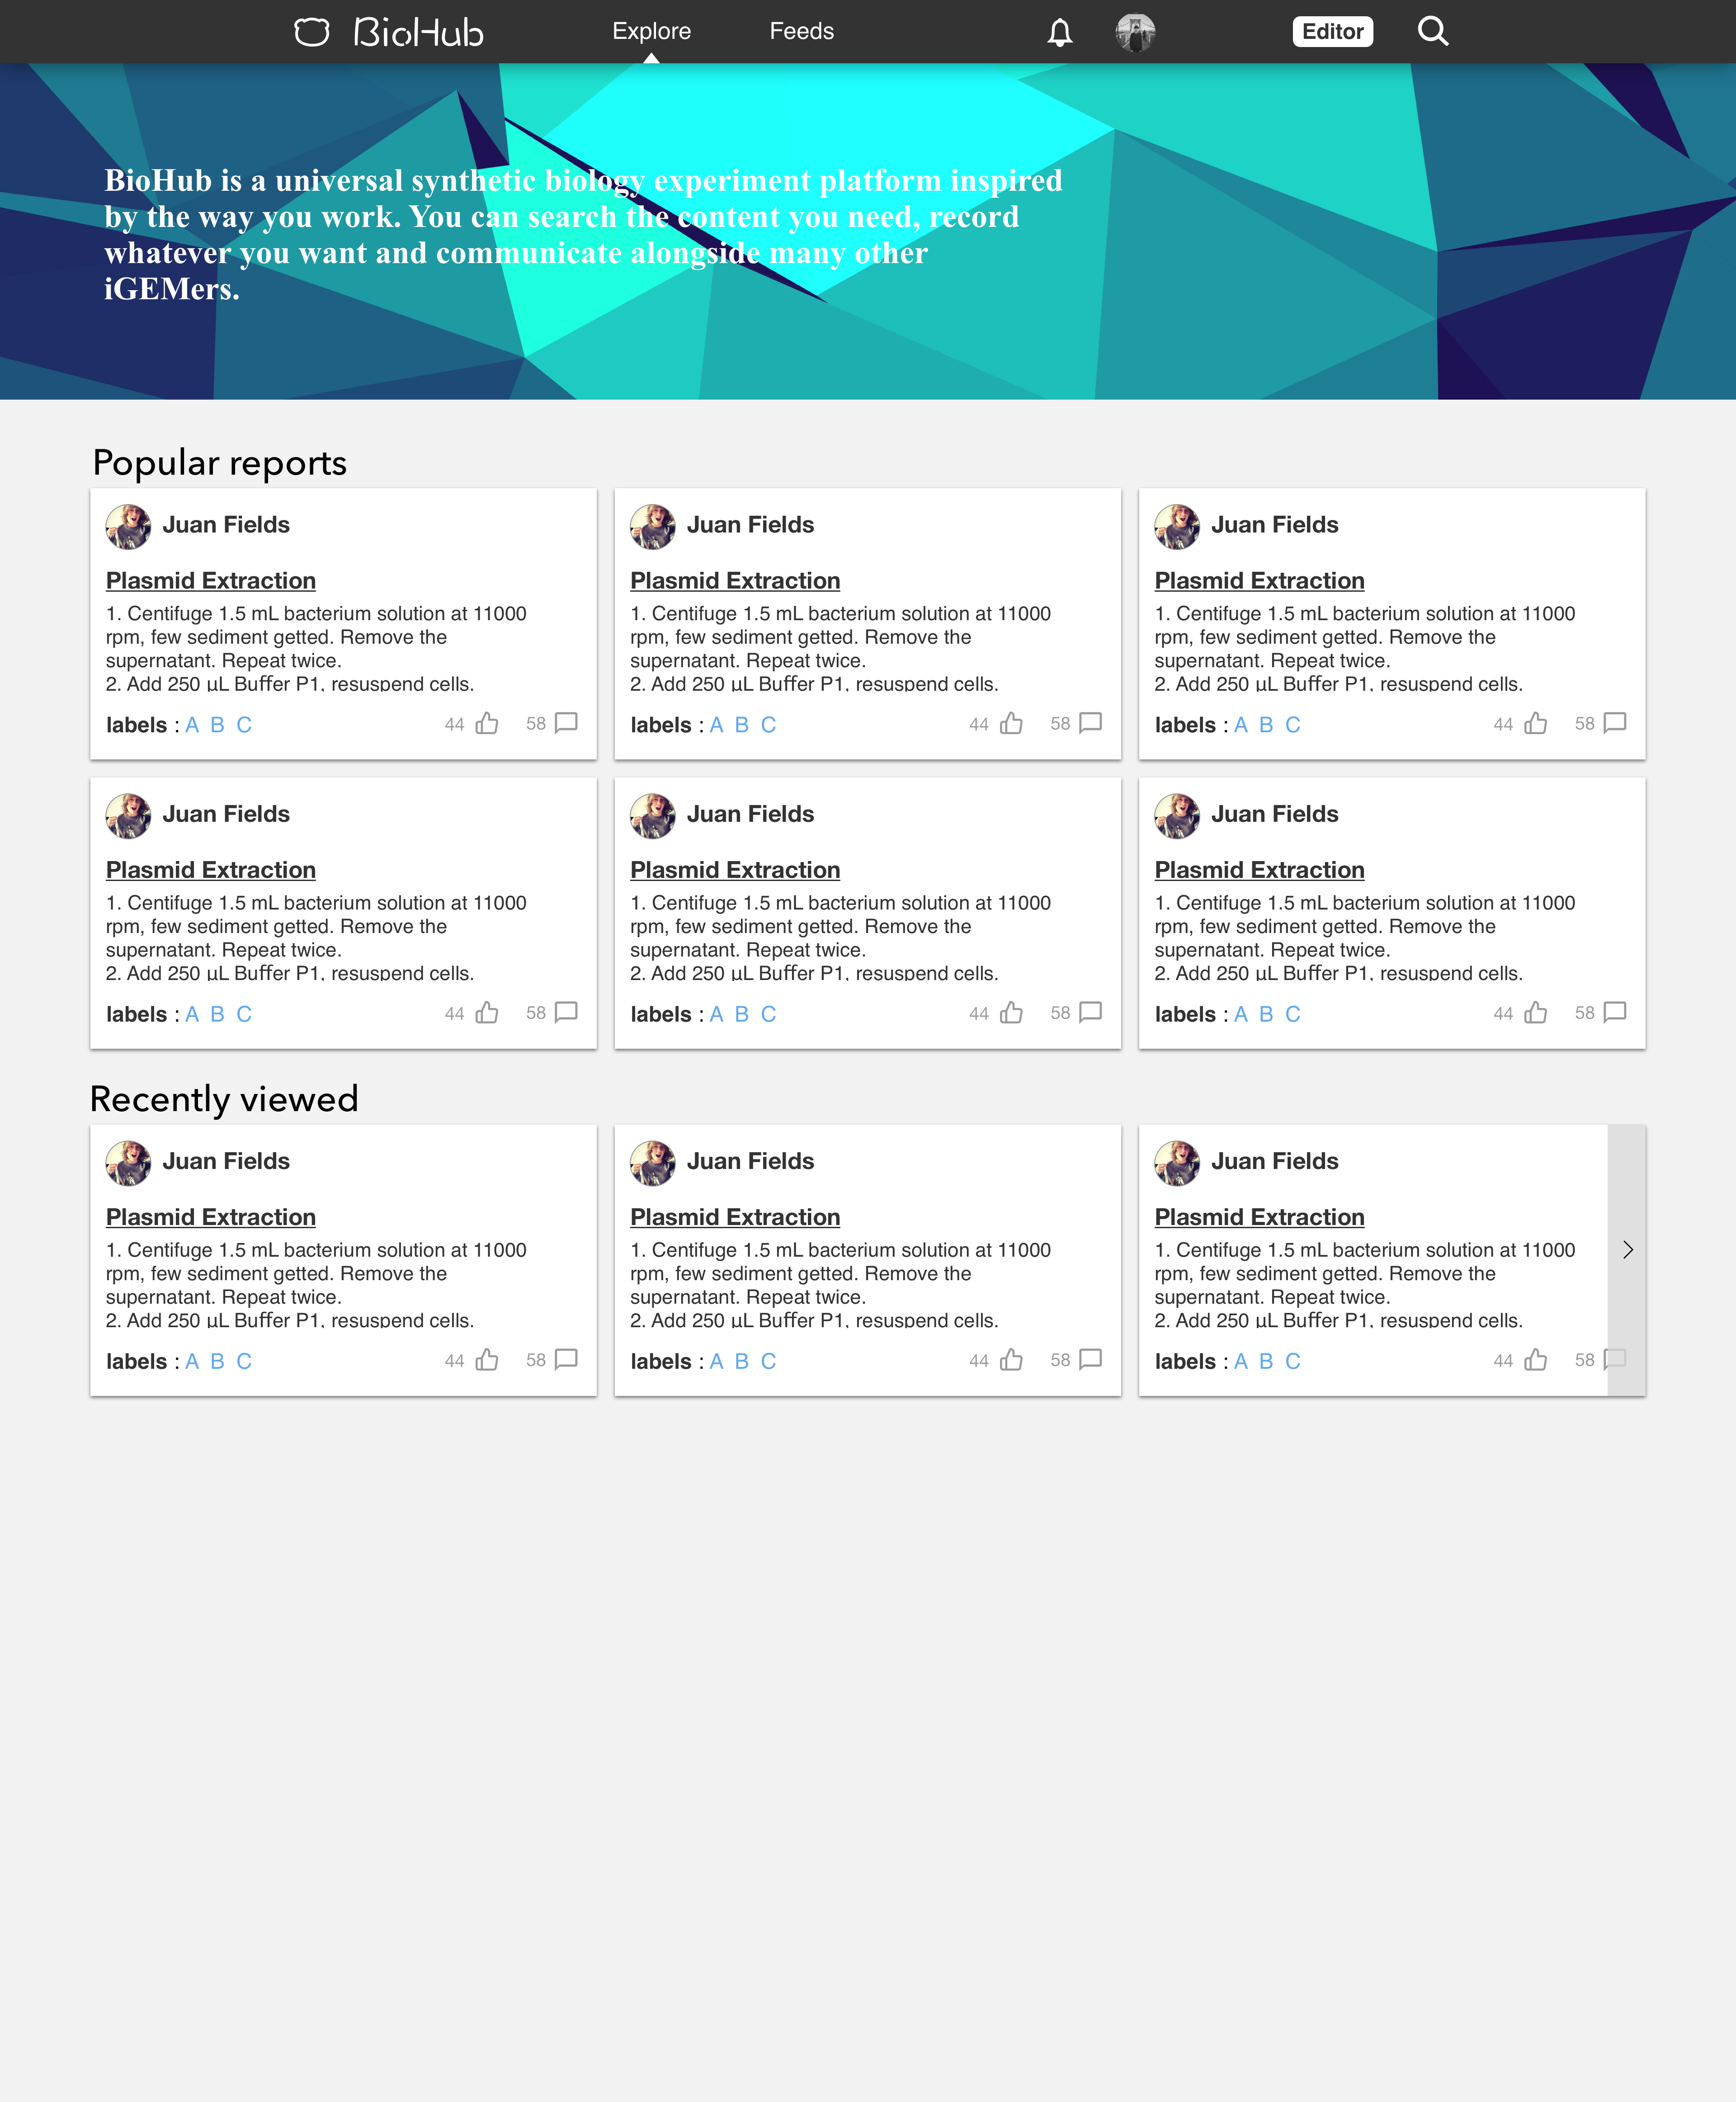 BioHub Explore Feeds Editor
BioHub is a universal synthetic biology experiment platform inspired
by the way you work. You can search the content you need, record
whatever you want and communicate alongside many other
iGEMers.
Popular reports
Juan Fields
Plasmid Extraction
1. Centifuge 1.5 mL bacterium solution at 11000
rpm, few sediment getted. Remove the
supernatant. Repeat twice.
2. Add 250 µL Buffer P1, resuspend cells.
labels : A B C 44 58
Juan Fields
Plasmid Extraction
1. Centifuge 1.5 mL bacterium solution at 11000
rpm, few sediment getted. Remove the
supernatant. Repeat twice.
2. Add 250 µL Buffer P1, resuspend cells.
labels : A B C 44 58
Juan Fields
Plasmid Extraction
1. Centifuge 1.5 mL bacterium solution at 11000
rpm, few sediment getted. Remove the
supernatant. Repeat twice.
2. Add 250 µL Buffer P1, resuspend cells.
labels : A B C 44 58
Juan Fields
Plasmid Extraction
1. Centifuge 1.5 mL bacterium solution at 11000
rpm, few sediment getted. Remove the
supernatant. Repeat twice.
2. Add 250 µL Buffer P1, resuspend cells.
labels : A B C 44 58
Juan Fields
Plasmid Extraction
1. Centifuge 1.5 mL bacterium solution at 11000
rpm, few sediment getted. Remove the
supernatant. Repeat twice.
2. Add 250 µL Buffer P1, resuspend cells.
labels : A B C 44 58
Juan Fields
Plasmid Extraction
1. Centifuge 1.5 mL bacterium solution at 11000
rpm, few sediment getted. Remove the
supernatant. Repeat twice.
2. Add 250 µL Buffer P1, resuspend cells.
labels : A B C 44 58
Recently viewed
Juan Fields
Plasmid Extraction
1. Centifuge 1.5 mL bacterium solution at 11000
rpm, few sediment getted. Remove the
supernatant. Repeat twice.
2. Add 250 µL Buffer P1, resuspend cells.
labels : A B C 44 58
Juan Fields
Plasmid Extraction
1. Centifuge 1.5 mL bacterium solution at 11000
rpm, few sediment getted. Remove the
supernatant. Repeat twice.
2. Add 250 µL Buffer P1, resuspend cells.
labels : A B C 44 58
Juan Fields
Plasmid Extraction
1. Centifuge 1.5 mL bacterium solution at 11000
rpm, few sediment getted. Remove the
supernatant. Repeat twice.
2. Add 250 µL Buffer P1, resuspend cells.
labels : A B C 44 58